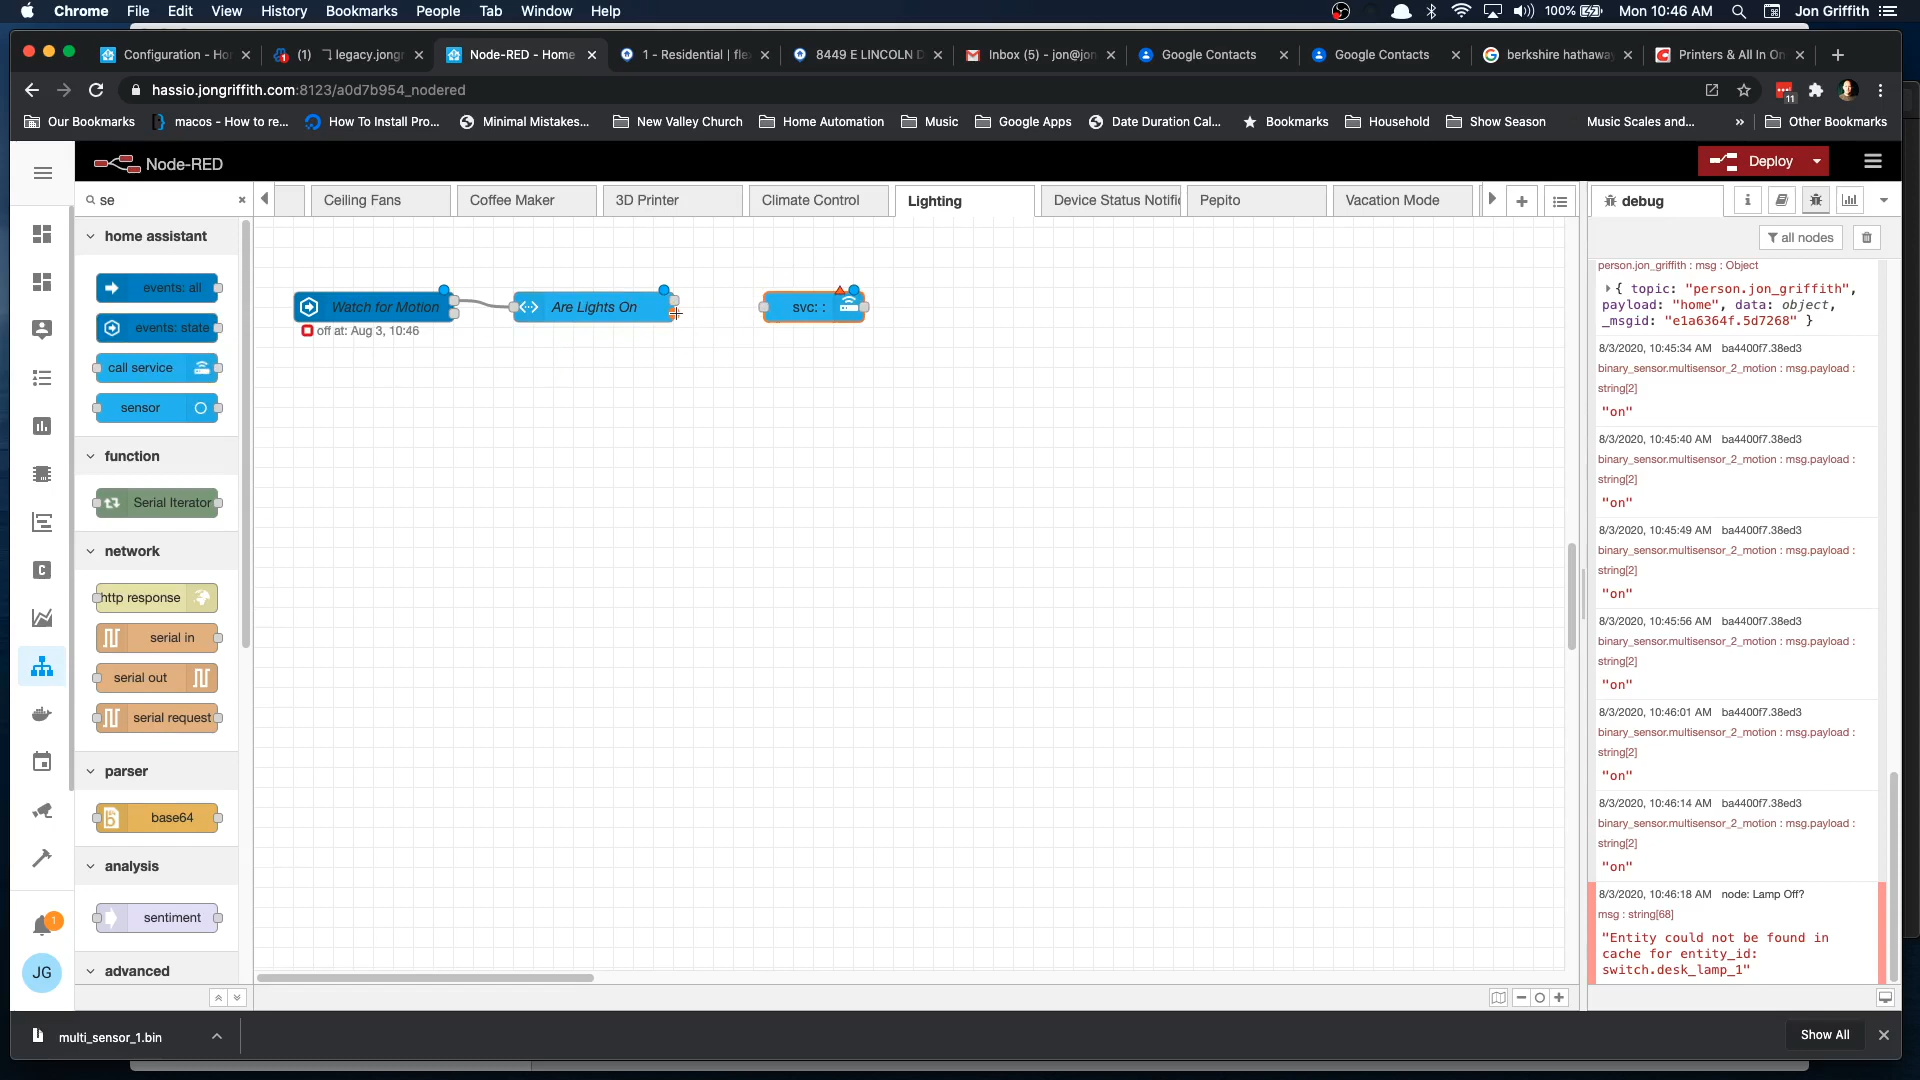 Chrome File Edit View History Bookmarks People Tab Window Help 100% Mon 10:46 AM Jon Griffith
Configuration - Ho (1) legacy.jongr Node-RED - Home 1 - Residential | fle 8449 E LINCOLN D Inbox (5) - jon@jon Google Contacts Google Contacts berkshire hathaway Printers & All In On
hassio.jongriffith.com:8123/a0d7b954_nodered 11
Our Bookmarks macos - How to re... How To Install Pro... Minimal Mistakes... New Valley Church Home Automation Music Google Apps Date Duration Cal... Bookmarks Household Show Season Music Scales and... » Other Bookmarks
Node-RED Deploy
se Ceiling Fans Coffee Maker 3D Printer Climate Control Lighting Device Status Notifi Pepito Vacation Mode debug
all nodes
home assistant
events: all
events: state
call service
sensor
function
Serial Iterator
network
http response
serial in
serial out
serial request
parser
base64
analysis
sentiment
advanced
1
JG
Watch for Motion
off at: Aug 3, 10:46
Are Lights On
svc: :
person.jon_griffith : msg : Object
{ topic: "person.jon_griffith",
payload: "home", data: object,
_msgid: "e1a6364f.5d7268" }
8/3/2020, 10:45:34 AM ba4400f7.38ed3
binary_sensor.multisensor_2_motion : msg.payload :
string[2]
"on"
8/3/2020, 10:45:40 AM ba4400f7.38ed3
binary_sensor.multisensor_2_motion : msg.payload :
string[2]
"on"
8/3/2020, 10:45:49 AM ba4400f7.38ed3
binary_sensor.multisensor_2_motion : msg.payload :
string[2]
"on"
8/3/2020, 10:45:56 AM ba4400f7.38ed3
binary_sensor.multisensor_2_motion : msg.payload :
string[2]
"on"
8/3/2020, 10:46:01 AM ba4400f7.38ed3
binary_sensor.multisensor_2_motion : msg.payload :
string[2]
"on"
8/3/2020, 10:46:14 AM ba4400f7.38ed3
binary_sensor.multisensor_2_motion : msg.payload :
string[2]
"on"
8/3/2020, 10:46:18 AM node: Lamp Off?
msg : string[68]
"Entity could not be found in
cache for entity_id:
switch.desk_lamp_1"
multi_sensor_1.bin Show All